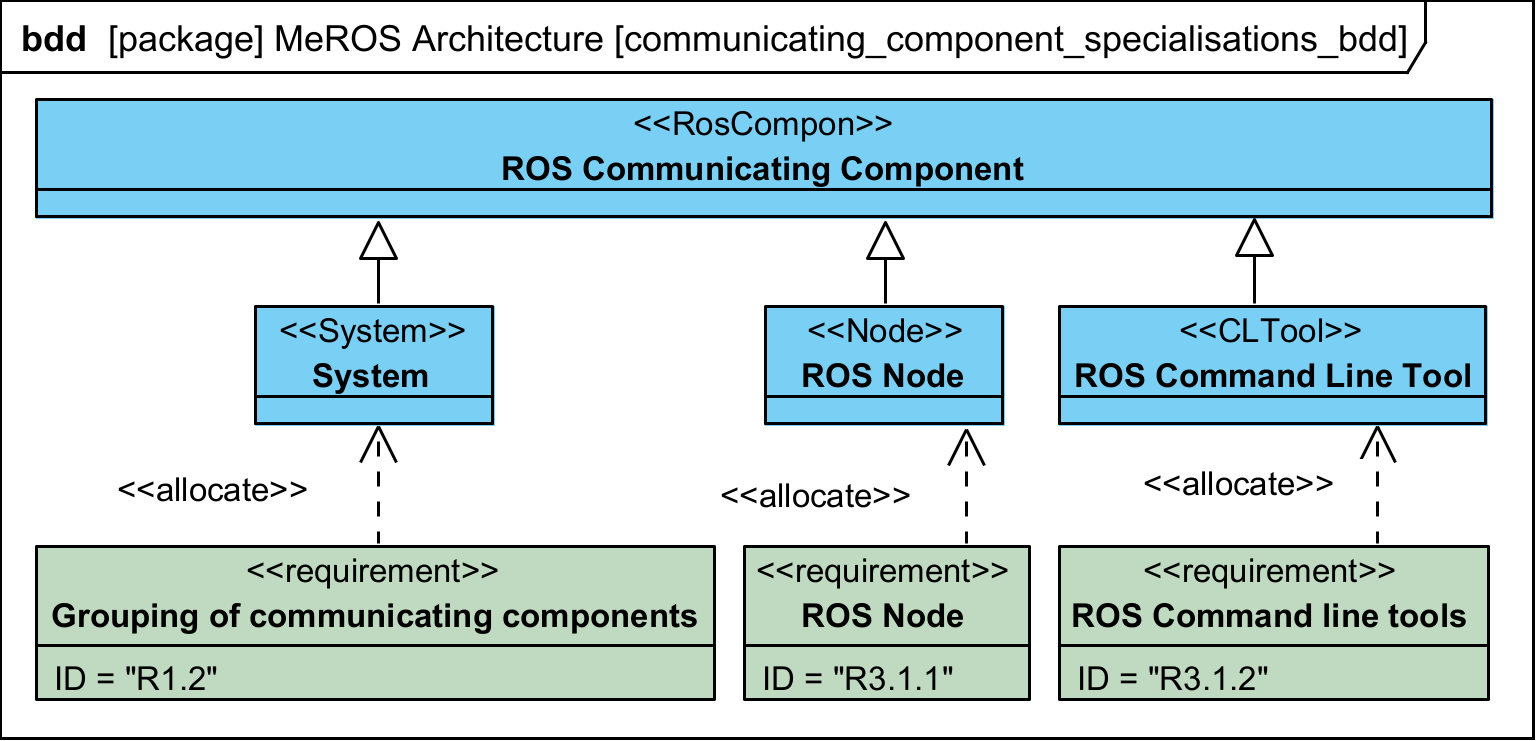 bdd [package] MeROS Architecture [communicating_component_specialisations_bdd]
<<RosCompon>>
ROS Communicating Component
<<System>>
System
<<Node>>
ROS Node
<<CLTool>>
ROS Command Line Tool
<<allocate>>
<<allocate>>
<<allocate>>
<<requirement>>
Grouping of communicating components
ID = "R1.2"
<<requirement>>
ROS Node
ID = "R3.1.1"
<<requirement>>
ROS Command line tools
ID = "R3.1.2"